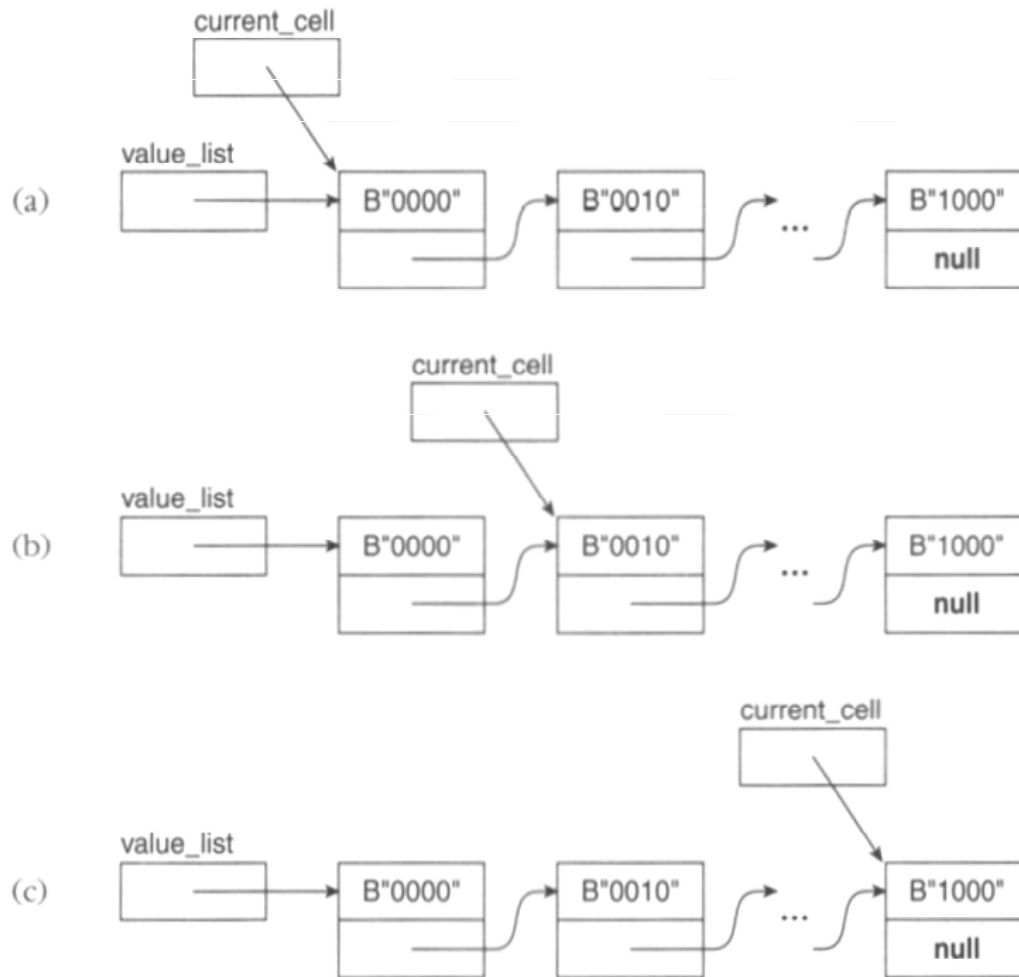 current_cell
value_list
(a) B"0000" B"0010" ... B"1000"
null
current_cell
value_list
(b) B"0000" B"0010" ... B"1000"
null
current_cell
value_list
(c) B"0000" B"0010" ... B"1000"
null